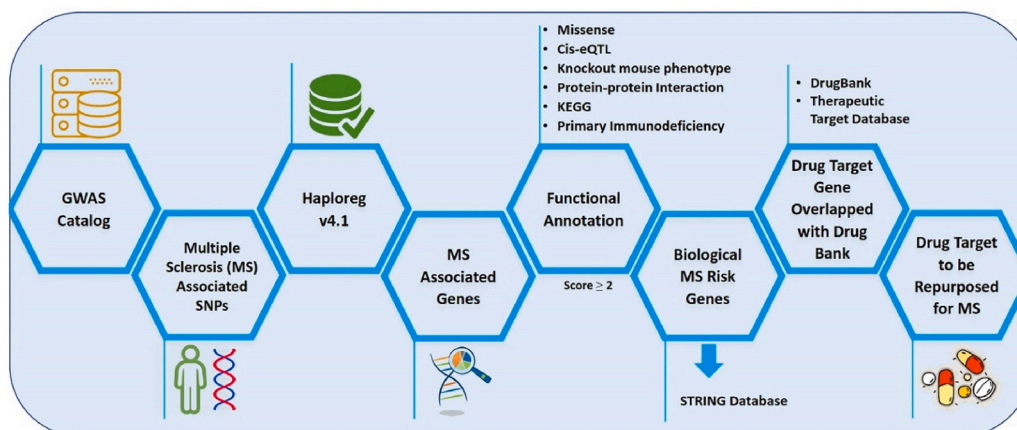 • Missense
• Cis-eQTL
• Knockout mouse phenotype
• Protein-protein Interaction
• KEGG
• Primary Immunodeficiency
• DrugBank
• Therapeutic
Target Database
GWAS
Catalog
Multiple
Sclerosis (MS)
Associated
SNPs
Haploreg
v4.1
MS
Associated
Genes
Functional
Annotation
Score ≥ 2
Biological
MS Risk
Genes
STRING Database
Drug Target
Gene
Overlapped
with Drug
Bank
Drug Target
to be
Repurposed
for MS